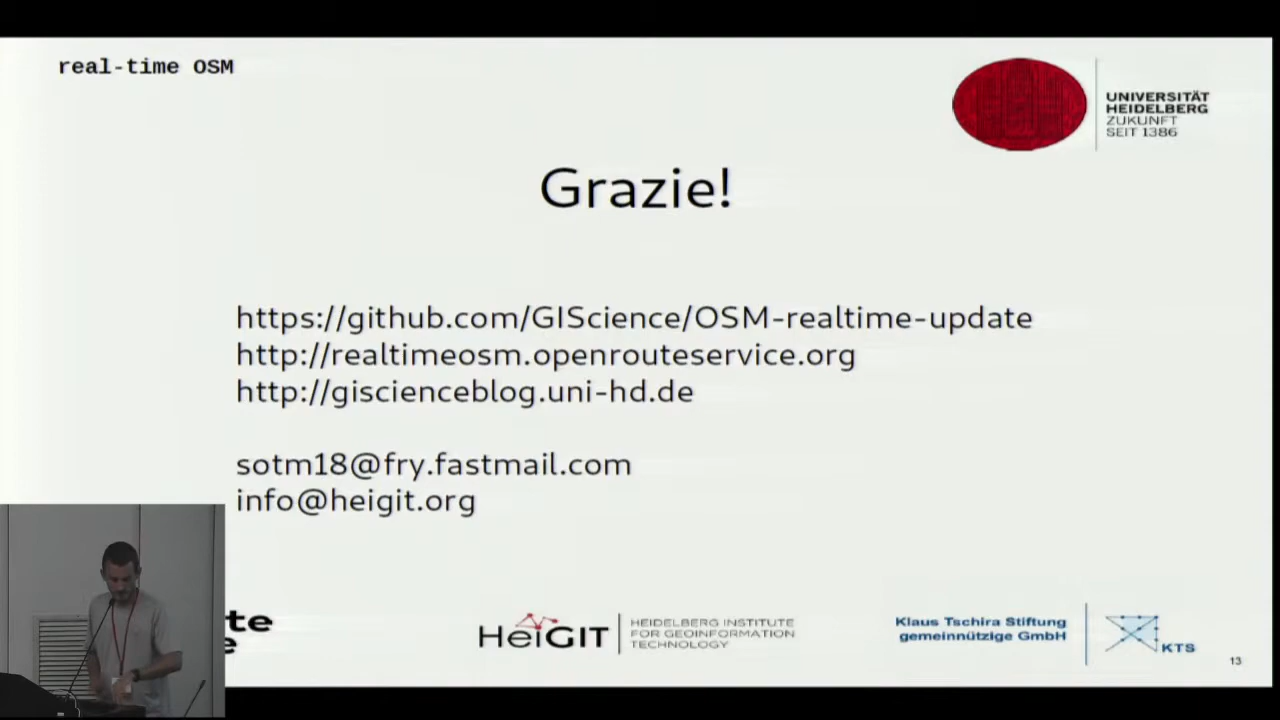 real-time OSM
UNIVERSITÄT
HEIDELBERG
ZUKUNFT
SEIT 1386
Grazie!
https://github.com/GIScience/OSM-realtime-update
http://realtimeosm.openrouteservice.org
http://giscienceblog.uni-hd.de
sotm18@fry.fastmail.com
info@heigit.org
te
e
HeiGIT
HEIDELBERG INSTITUTE
FOR GEOINFORMATION
TECHNOLOGY
Klaus Tschira Stiftung
gemeinnützige GmbH
KTS
13